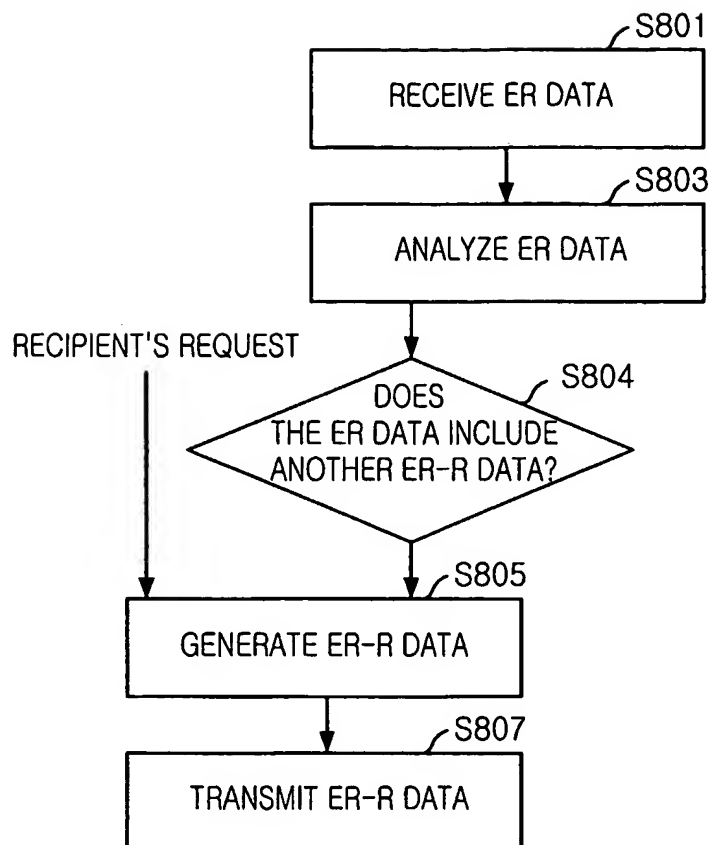 S801
RECEIVE ER DATA
S803
ANALYZE ER DATA
RECIPIENT'S REQUEST
S804
DOES
THE ER DATA INCLUDE
ANOTHER ER-R DATA?
S805
GENERATE ER-R DATA
S807
TRANSMIT ER-R DATA